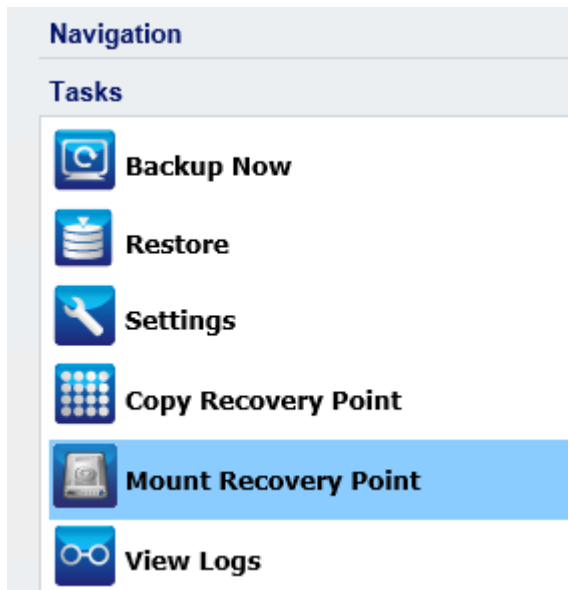 Navigation
Tasks
Backup Now
Restore
Settings
Copy Recovery Point
Mount Recovery Point
View Logs